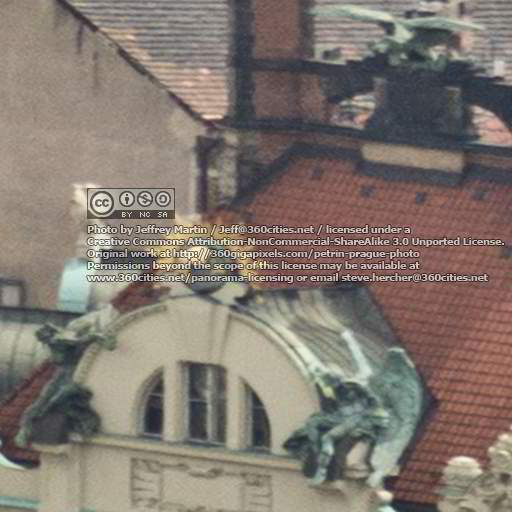 cc
BY NC SA
Photo by Jeffrey Martin / Jeff@360cities.net / licensed under a
Creative Commons Attribution-NonCommercial-ShareAlike 3.0 Unported License.
Original work at http://360gigapixels.com/petrin-prague-photo
Permissions beyond the scope of this license may be available at
www.360cities.net/panorama-licensing or email steve.hercher@360cities.net